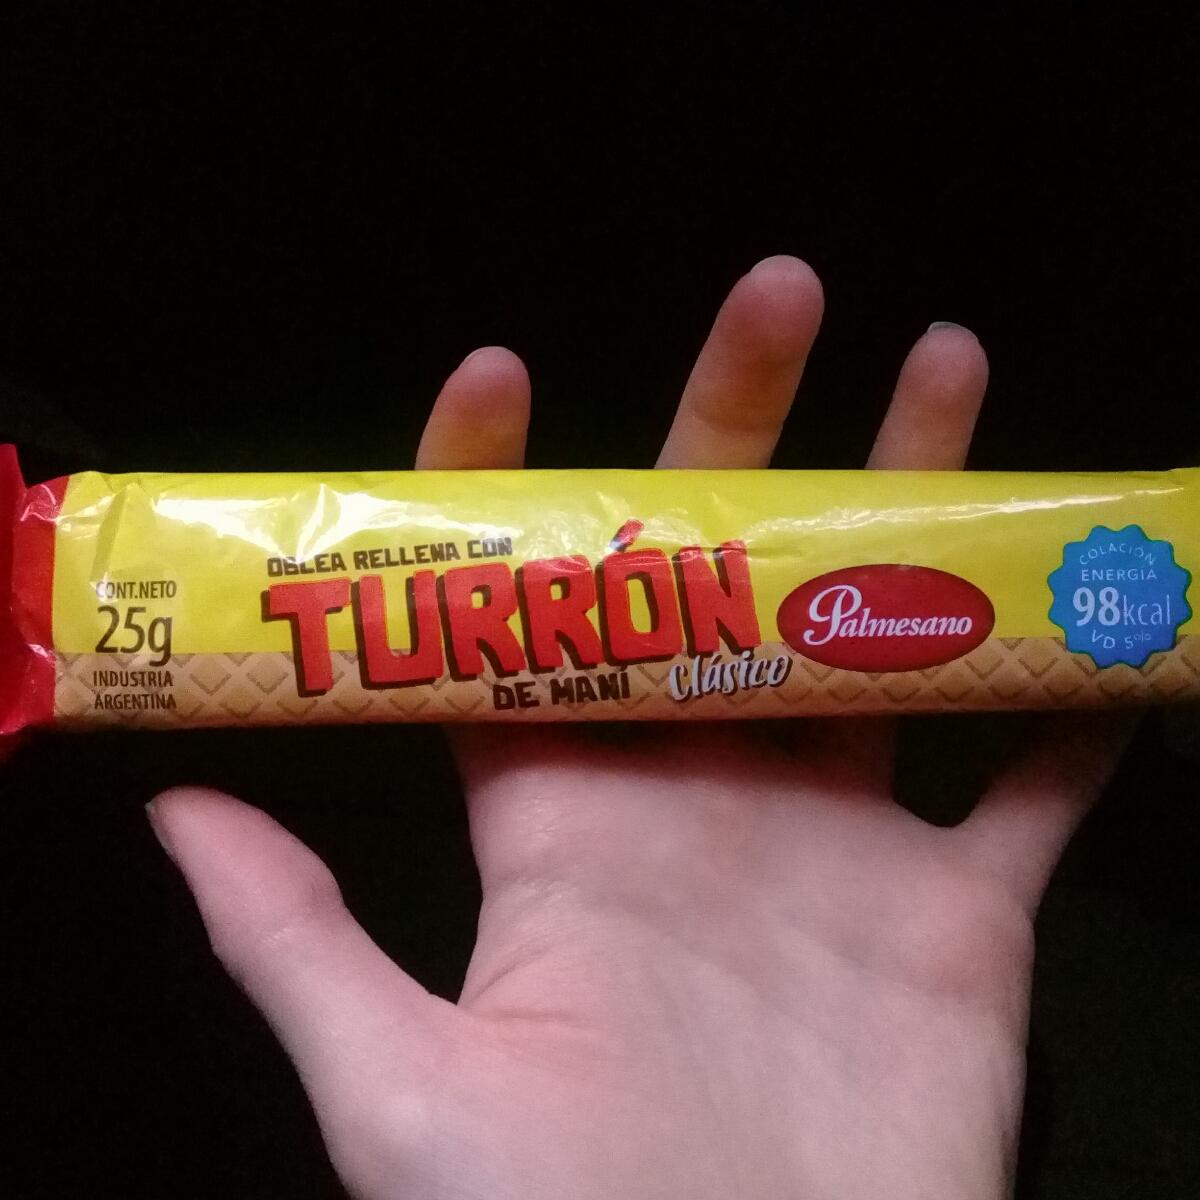 CONT.NETO
25g
INDUSTRIA
ARGENTINA
OBLEA RELLENA CON
TURRÓN
DE MANÍ
Clásico
Palmesano
COLACIÓN
ENERGÍA
98kcal
VD 5%